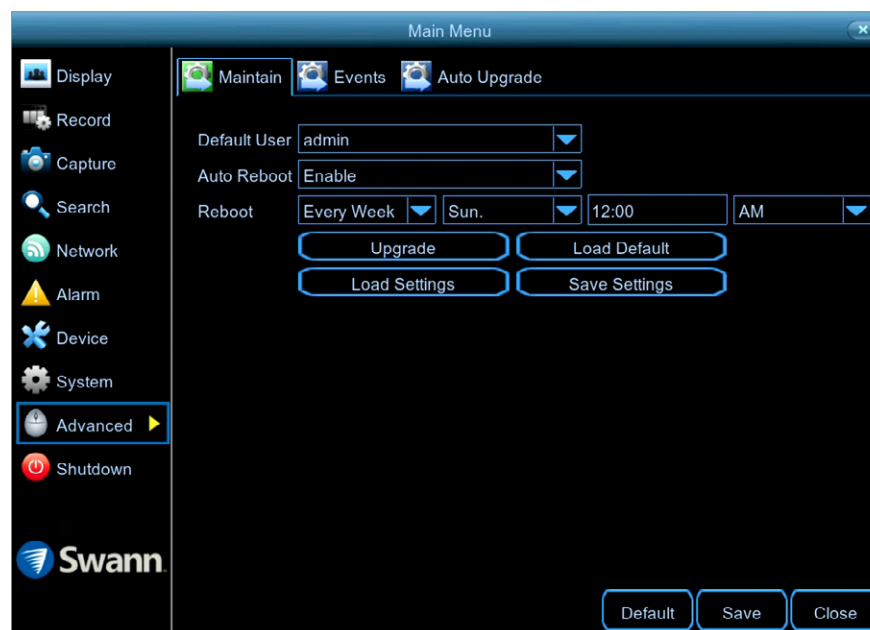 Main Menu
Display
Record
Capture
Search
Network
Alarm
Device
System
Advanced
Shutdown
Swann
Maintain Events Auto Upgrade
Default User admin
Auto Reboot Enable
Reboot Every Week Sun. 12:00 AM
Upgrade Load Default
Load Settings Save Settings
Default Save Close